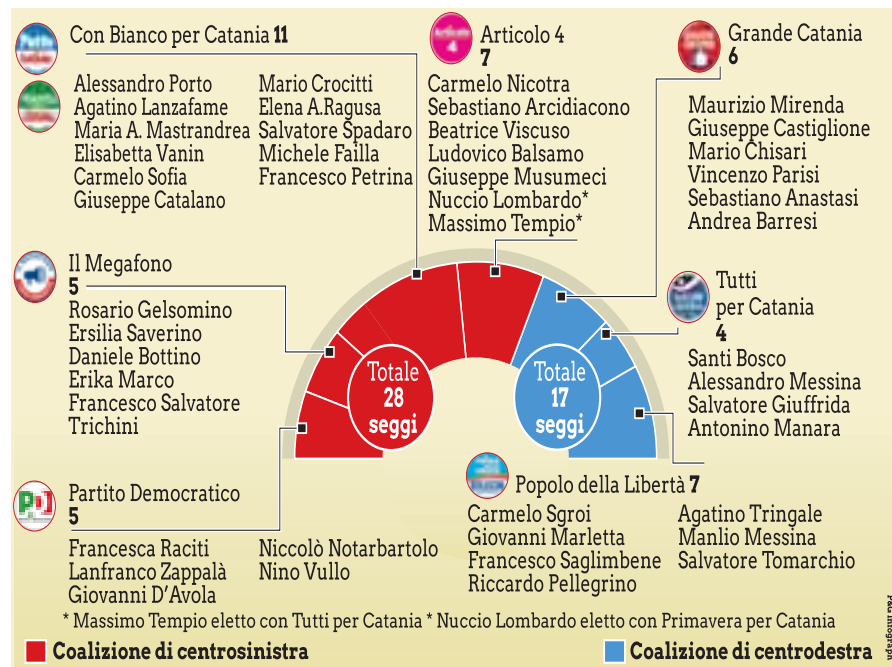 Con Bianco per Catania 11
Alessandro Porto
Agatino Lanzafame
Maria A. Mastrandrea
Elisabetta Vanin
Carmelo Sofia
Giuseppe Catalano
Mario Crocitti
Elena A.Ragusa
Salvatore Spadaro
Michele Failla
Francesco Petrina
Articolo 4
7
Carmelo Nicotra
Sebastiano Arcidiacono
Beatrice Viscuso
Ludovico Balsamo
Giuseppe Musumeci
Nuccio Lombardo*
Massimo Tempio*
Grande Catania
6
Maurizio Mirenda
Giuseppe Castiglione
Mario Chisari
Vincenzo Parisi
Sebastiano Anastasi
Andrea Barresi
Il Megafono
5
Rosario Gelsomino
Ersilia Saverino
Daniele Bottino
Erika Marco
Francesco Salvatore
Trichini
Tutti
per Catania
4
Santi Bosco
Alessandro Messina
Salvatore Giuffrida
Antonino Manara
Totale
28
seggi
Totale
17
seggi
PD
Partito Democratico
5
Francesca Raciti
Lanfranco Zappalà
Giovanni D'Avola
Niccolò Notarbartolo
Nino Vullo
Popolo della Libertà 7
Carmelo Sgroi
Giovanni Marletta
Francesco Saglimbene
Riccardo Pellegrino
Agatino Tringale
Manlio Messina
Salvatore Tomarchio
* Massimo Tempio eletto con Tutti per Catania * Nuccio Lombardo eletto con Primavera per Catania
Coalizione di centrosinistra
Coalizione di centrodestra